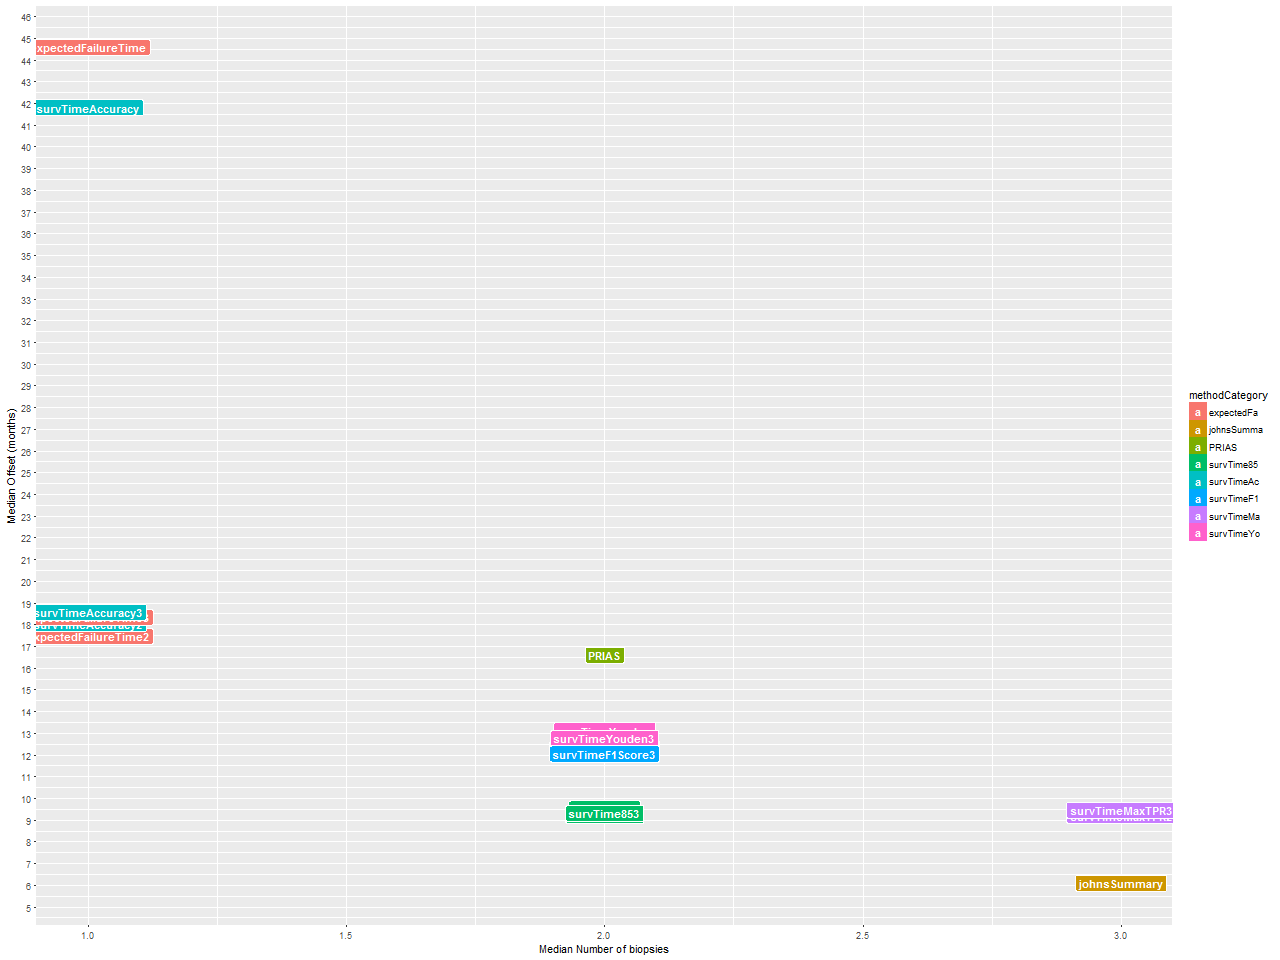 46
45
xpectedFailureTime
44
43
42
survTimeAccuracy
41
40
39
38
37
36
35
34
33
32
31
30
29
28
27
26
25
24
23
22
21
20
19
survTimeAccuracy3
18
xpectedFailureTime2
17
PRIAS
16
15
14
13
survTimeYouden3
12
survTimeF1Score3
11
10
survTime853
survTimeMaxTPR3
9
8
7
6
johnsSummary
5
1.0
1.5
2.0
2.5
3.0
Median Number of biopsies
Median Offset (months)
methodCategory
a expectedFa
a johnsSumma
a PRIAS
a survTime85
a survTimeAc
a survTimeF1
a survTimeMa
a survTimeYo